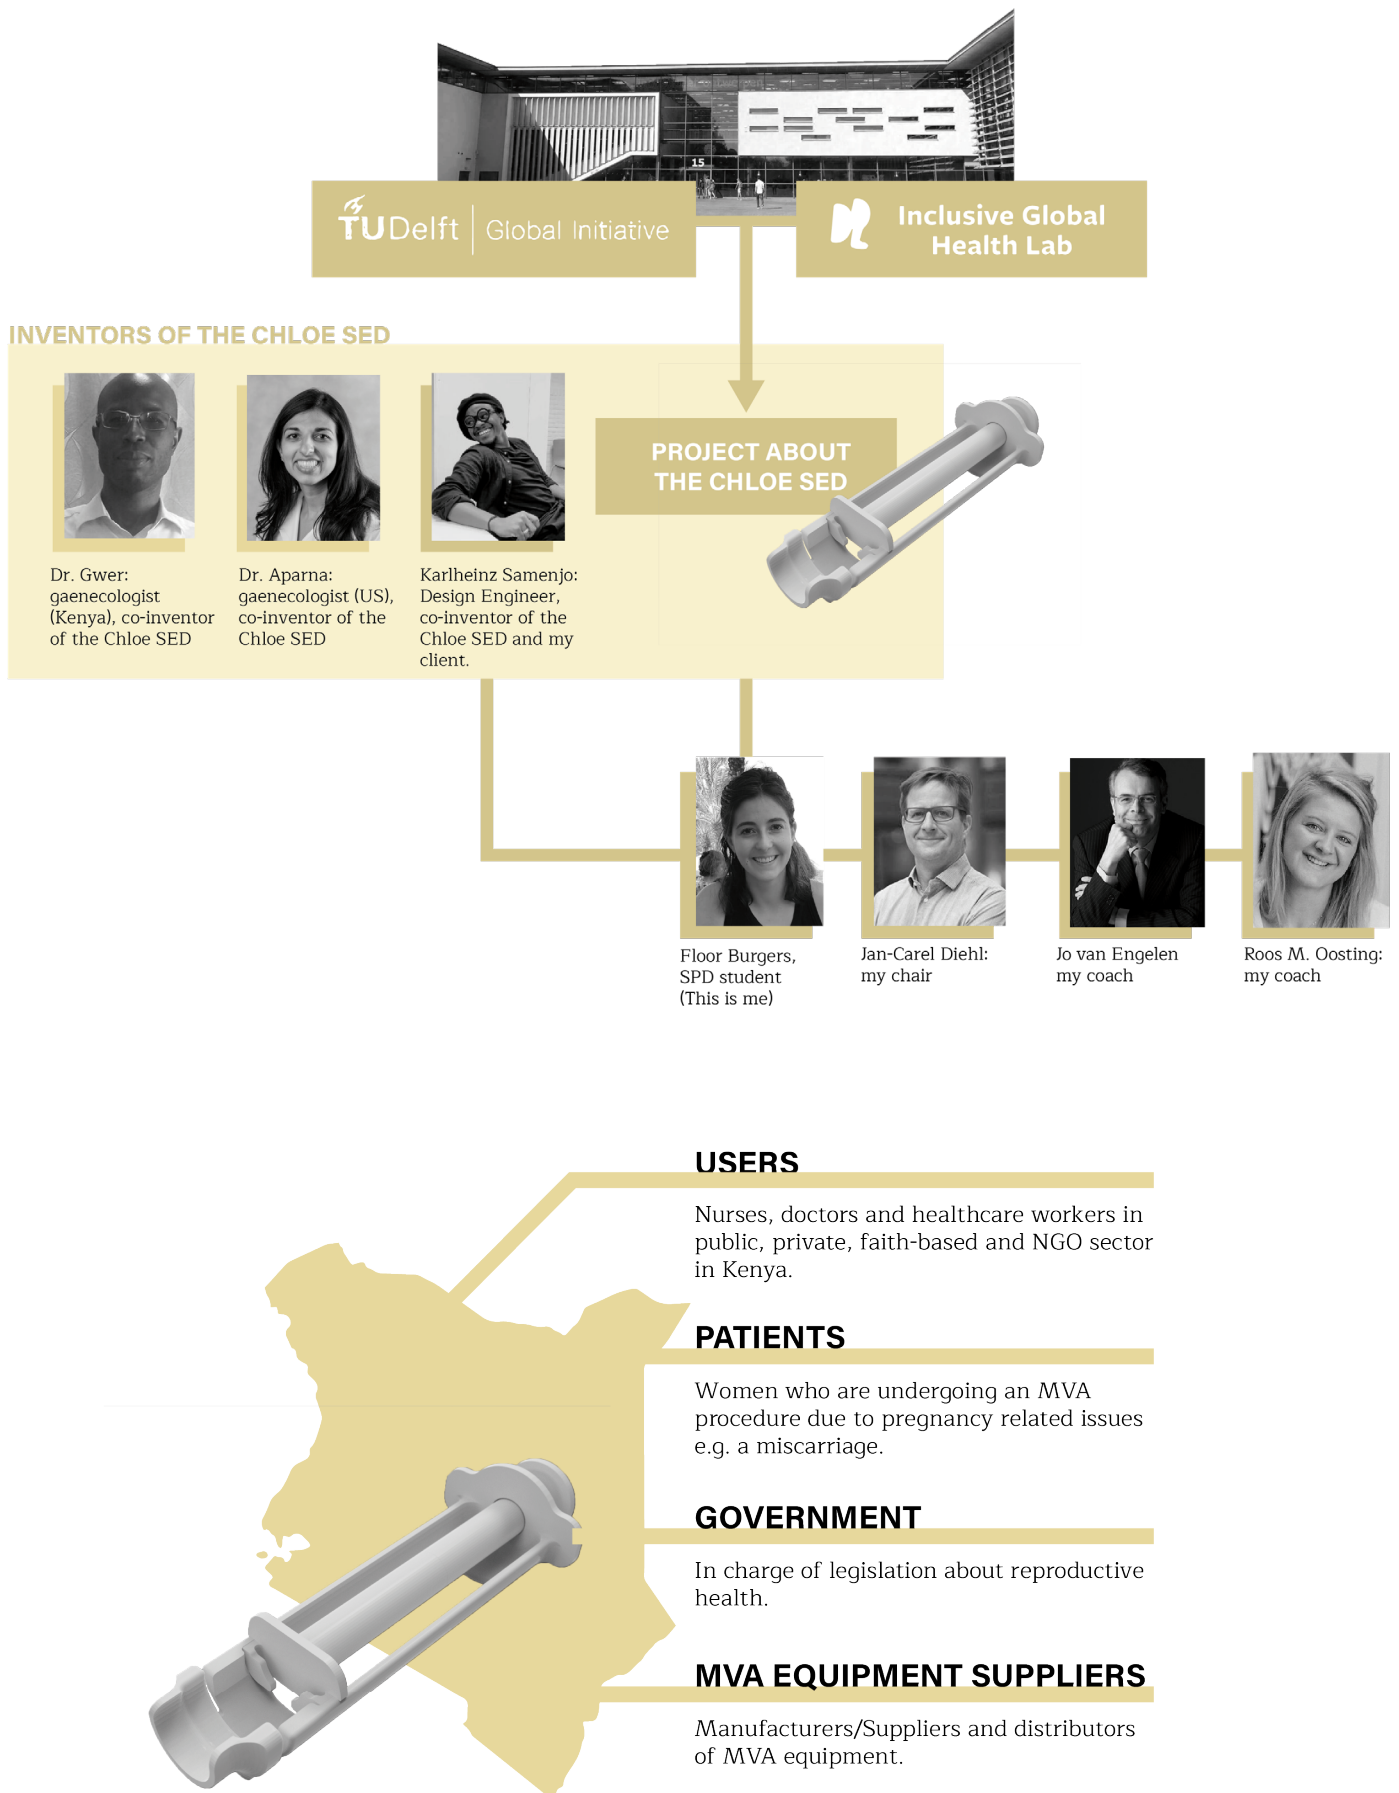 15
TU Delft Global Initiative
Inclusive Global
Health Lab
INVENTORS OF THE CHLOE SED
Dr. Gwer:
gaenecologist
(Kenya), co-inventor
of the Chloe SED
Dr. Aparna:
gaenecologist (US),
co-inventor of the
Chloe SED
Karlheinz Samenjo:
Design Engineer,
co-inventor of the
Chloe SED and my
client.
PROJECT ABOUT
THE CHLOE SED
Floor Burgers,
SPD student
(This is me)
Jan-Carel Diehl:
my chair
Jo van Engelen
my coach
Roos M. Oosting:
my coach
USERS
Nurses, doctors and healthcare workers in
public, private, faith-based and NGO sector
in Kenya.
PATIENTS
Women who are undergoing an MVA
procedure due to pregnancy related issues
e.g. a miscarriage.
GOVERNMENT
In charge of legislation about reproductive
health.
MVA EQUIPMENT SUPPLIERS
Manufacturers/Suppliers and distributors
of MVA equipment.